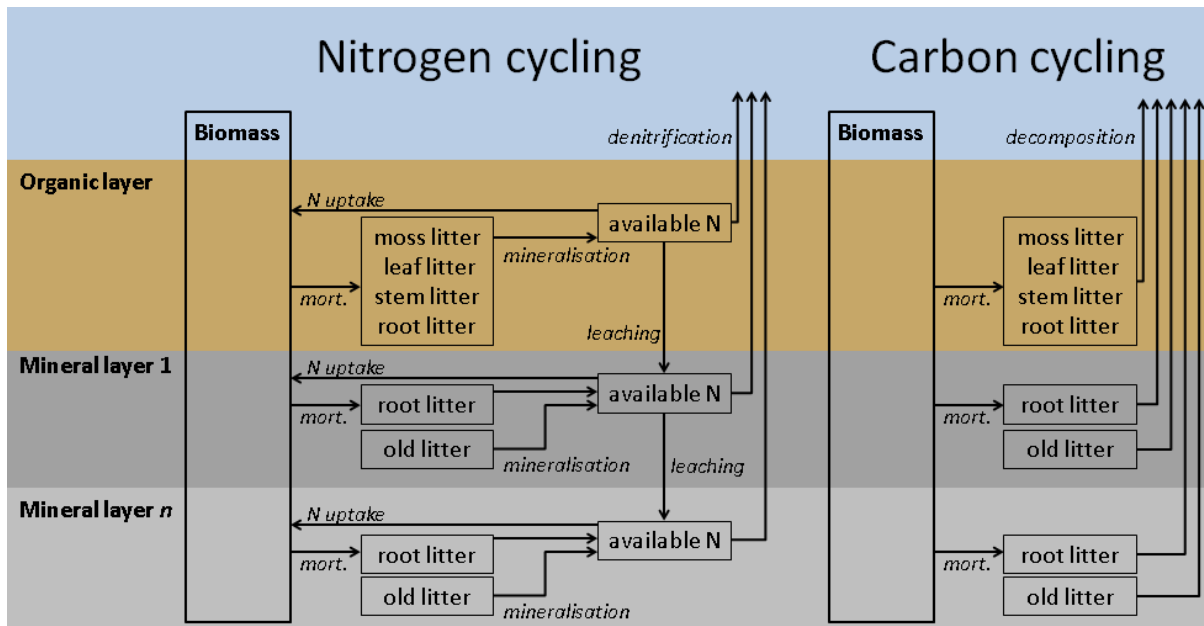 Nitrogen cycling
Carbon cycling
Biomass
denitrification
Biomass
decomposition
Organic layer
N uptake
available N
moss litter
leaf litter
stem litter
root litter
mineralisation
mort.
leaching
moss litter
leaf litter
stem litter
root litter
mort.
Mineral layer 1
N uptake
available N
root litter
mort.
old litter
mineralisation
leaching
root litter
mort.
old litter
Mineral layer n
N uptake
available N
root litter
mort.
old litter
mineralisation
root litter
mort.
old litter